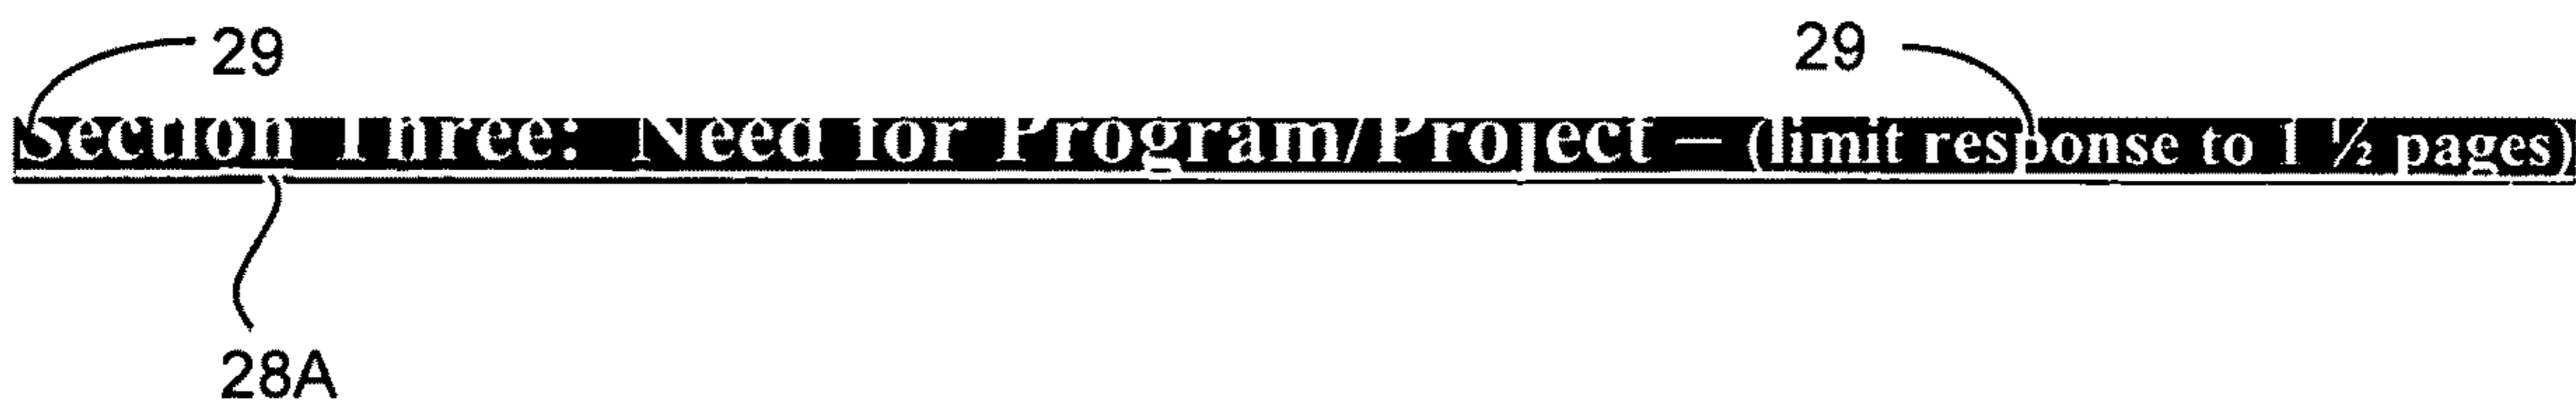 29 29
Section Three: Need for Program/Project – (limit response to 1 ½ pages)
28A